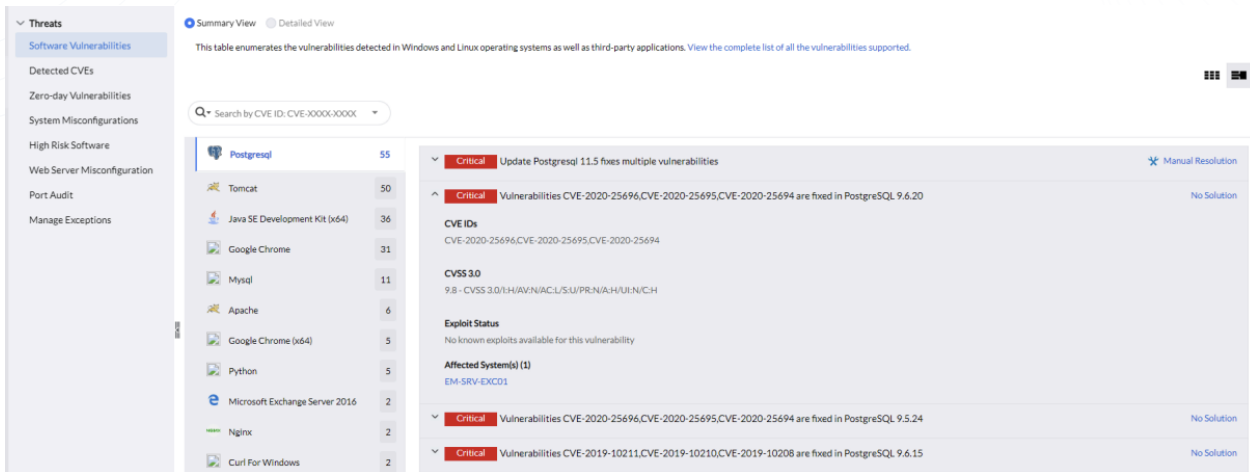 Threats
Software Vulnerabilities
Detected CVEs
Zero-day Vulnerabilities
System Misconfigurations
High Risk Software
Web Server Misconfiguration
Port Audit
Manage Exceptions
Summary View Detailed View
This table enumerates the vulnerabilities detected in Windows and Linux operating systems as well as third-party applications. View the complete list of all the vulnerabilities supported.
Search by CVE ID: CVE-XXXX-XXXX
Postgresql 55
Tomcat 50
Java SE Development Kit (x64) 36
Google Chrome 31
Mysql 11
Apache 6
Google Chrome (x64) 5
Python 5
Microsoft Exchange Server 2016 2
Nginx 2
Curl For Windows 2
Critical Update Postgresql 11.5 fixes multiple vulnerabilities Manual Resolution
Critical Vulnerabilities CVE-2020-25696,CVE-2020-25695,CVE-2020-25694 are fixed in PostgreSQL 9.6.20 No Solution
CVE IDs
CVE-2020-25696,CVE-2020-25695,CVE-2020-25694
CVSS 3.0
9.8 - CVSS 3.0/I:H/AV:N/AC:L/S:U/PR:N/A:H/UI:N/C:H
Exploit Status
No known exploits available for this vulnerability
Affected System(s) (1)
EM-SRV-EXC01
Critical Vulnerabilities CVE-2020-25696,CVE-2020-25695,CVE-2020-25694 are fixed in PostgreSQL 9.5.24 No Solution
Critical Vulnerabilities CVE-2019-10211,CVE-2019-10210,CVE-2019-10208 are fixed in PostgreSQL 9.6.15 No Solution